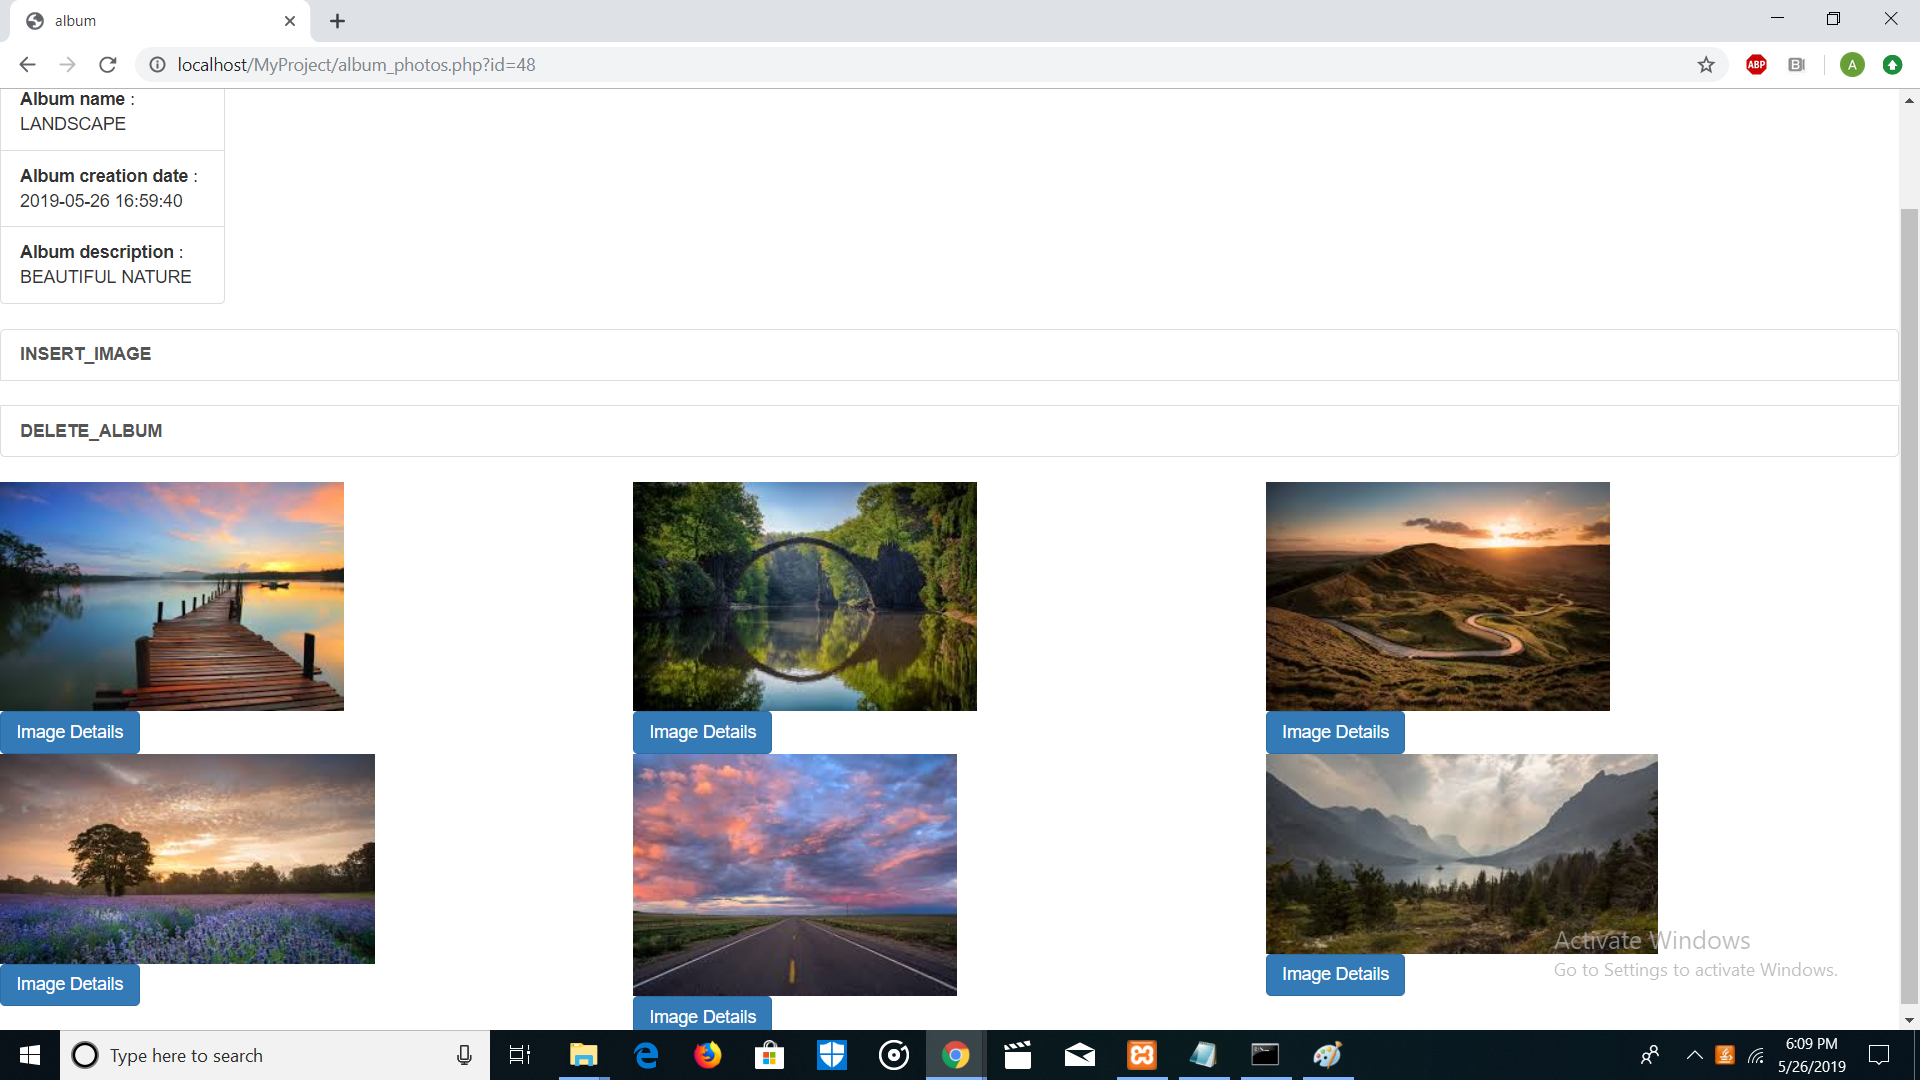 album
localhost/MyProject/album_photos.php?id=48
ABP
A
Album name :
LANDSCAPE
Album creation date :
2019-05-26 16:59:40
Album description :
BEAUTIFUL NATURE
INSERT_IMAGE
DELETE_ALBUM
Image Details
Image Details
Image Details
Image Details
Image Details
Image Details
Activate Windows
Go to Settings to activate Windows.
Type here to search
6:09 PM
5/26/2019